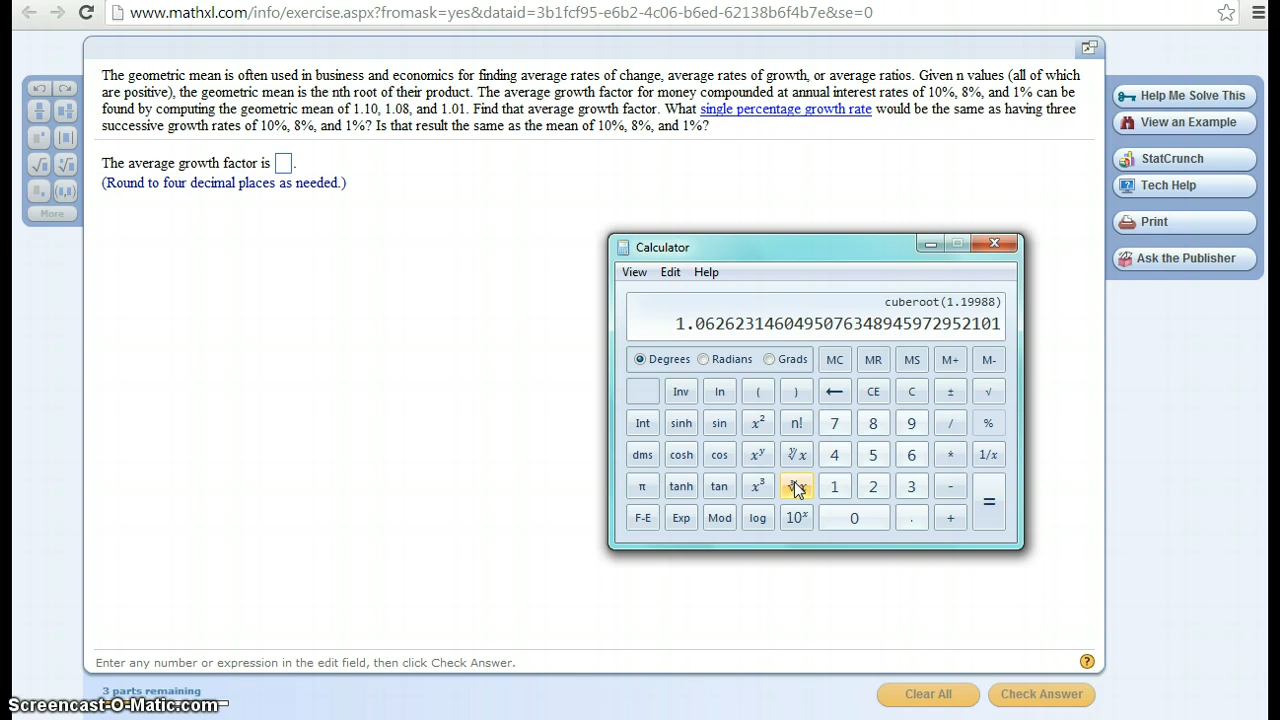 www.mathxl.com/info/exercise.aspx?fromask=yes&dataid=3b1fcf95-e6b2-4c06-b6ed-62138b6f4b7e&se=0
The geometric mean is often used in business and economics for finding average rates of change, average rates of growth, or average ratios. Given n values (all of which
are positive), the geometric mean is the nth root of their product. The average growth factor for money compounded at annual interest rates of 10%, 8%, and 1% can be
found by computing the geometric mean of 1.10, 1.08, and 1.01. Find that average growth factor. What single percentage growth rate would be the same as having three
successive growth rates of 10%, 8%, and 1%? Is that result the same as the mean of 10%, 8%, and 1%?
The average growth factor is .
(Round to four decimal places as needed.)
More
Help Me Solve This
View an Example
StatCrunch
Tech Help
Print
Ask the Publisher
Calculator
View Edit Help
cuberoot(1.19988)
1.0626231460495076348945972952101
Degrees Radians Grads MC MR MS M+ M-
Inv ln ( ) ← CE C ± √
Int sinh sin x² n! 7 8 9 / %
dms cosh cos xʸ ʸ√x 4 5 6 * 1/x
π tanh tan x³ 1 2 3 - =
F-E Exp Mod log 10ˣ 0 . +
Enter any number or expression in the edit field, then click Check Answer.
?
3 parts remaining
Clear All
Check Answer
Screencast-O-Matic.com